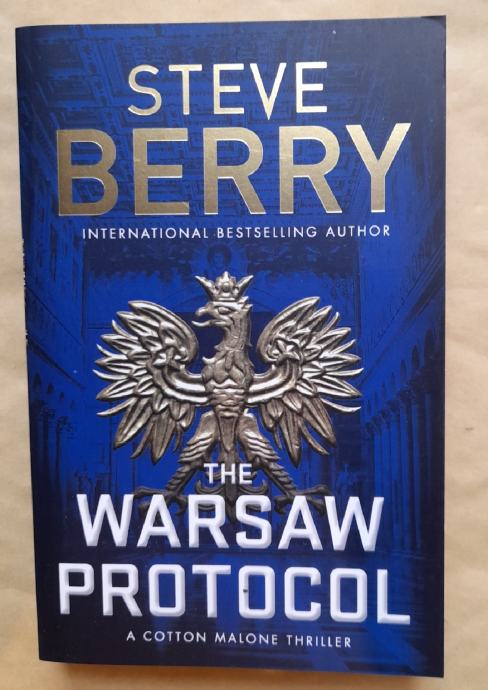 STEVE
BERRY
INTERNATIONAL BESTSELLING AUTHOR
THE
WARSAW
PROTOCOL
A COTTON MALONE THRILLER